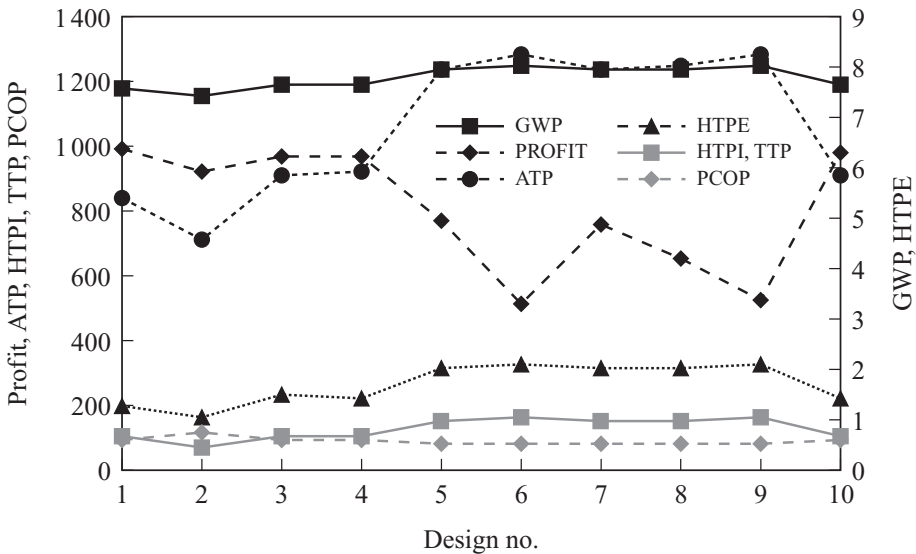 1 400
1 200
1 000
800
600
400
200
0
Profit, ATP, HTPI, TTP, PCOP
9
8
7
6
5
4
3
2
1
0
GWP, HTPE
GWP
PROFIT
ATP
HTPE
HTPI, TTP
PCOP
1 2 3 4 5 6 7 8 9 10
Design no.